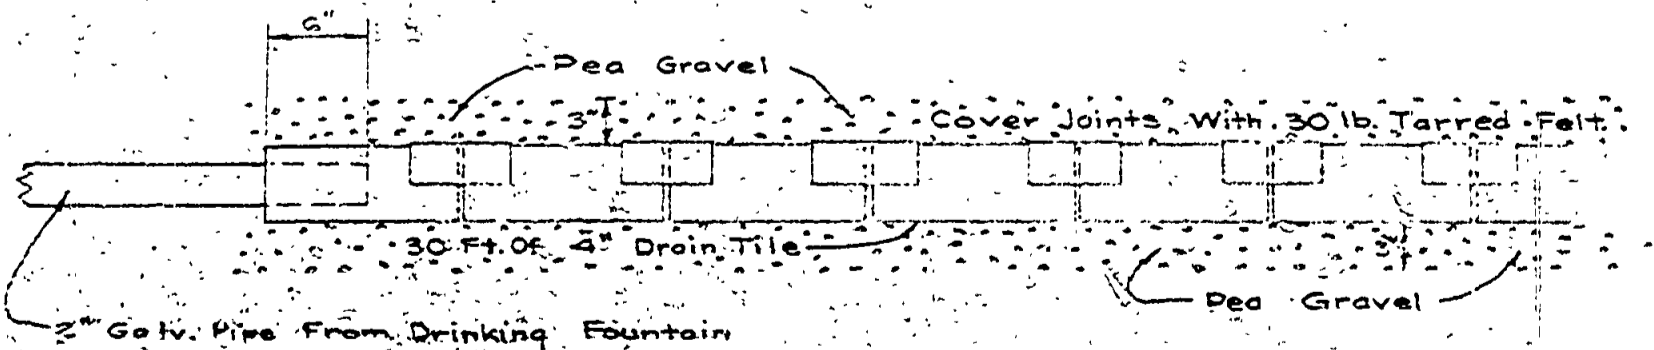 6"
Pea Gravel
3"
Cover Joints With 30 lb. Tarred Felt.
30 Ft. Of 4" Drain Tile
3"
Pea Gravel
2" Galv. Pipe From Drinking Fountain